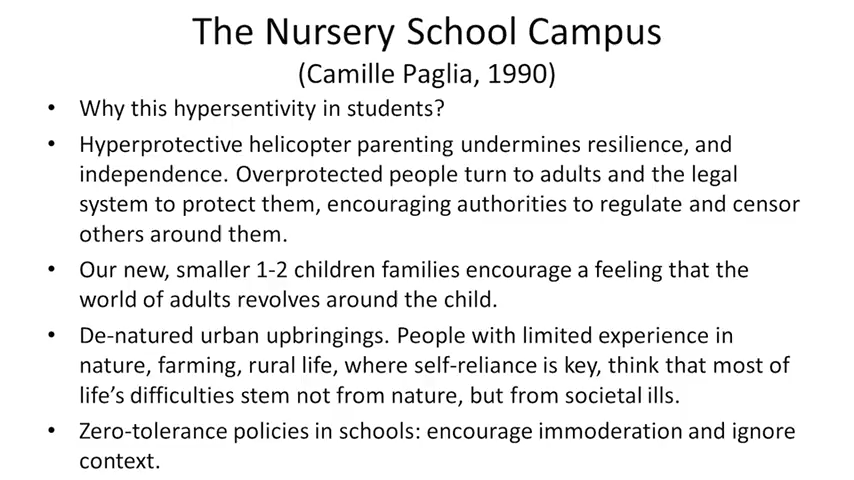 The Nursery School Campus
(Camille Paglia, 1990)
• Why this hypersentivity in students?
• Hyperprotective helicopter parenting undermines resilience, and
independence. Overprotected people turn to adults and the legal
system to protect them, encouraging authorities to regulate and censor
others around them.
• Our new, smaller 1-2 children families encourage a feeling that the
world of adults revolves around the child.
• De-natured urban upbringings. People with limited experience in
nature, farming, rural life, where self-reliance is key, think that most of
life’s difficulties stem not from nature, but from societal ills.
• Zero-tolerance policies in schools: encourage immoderation and ignore
context.